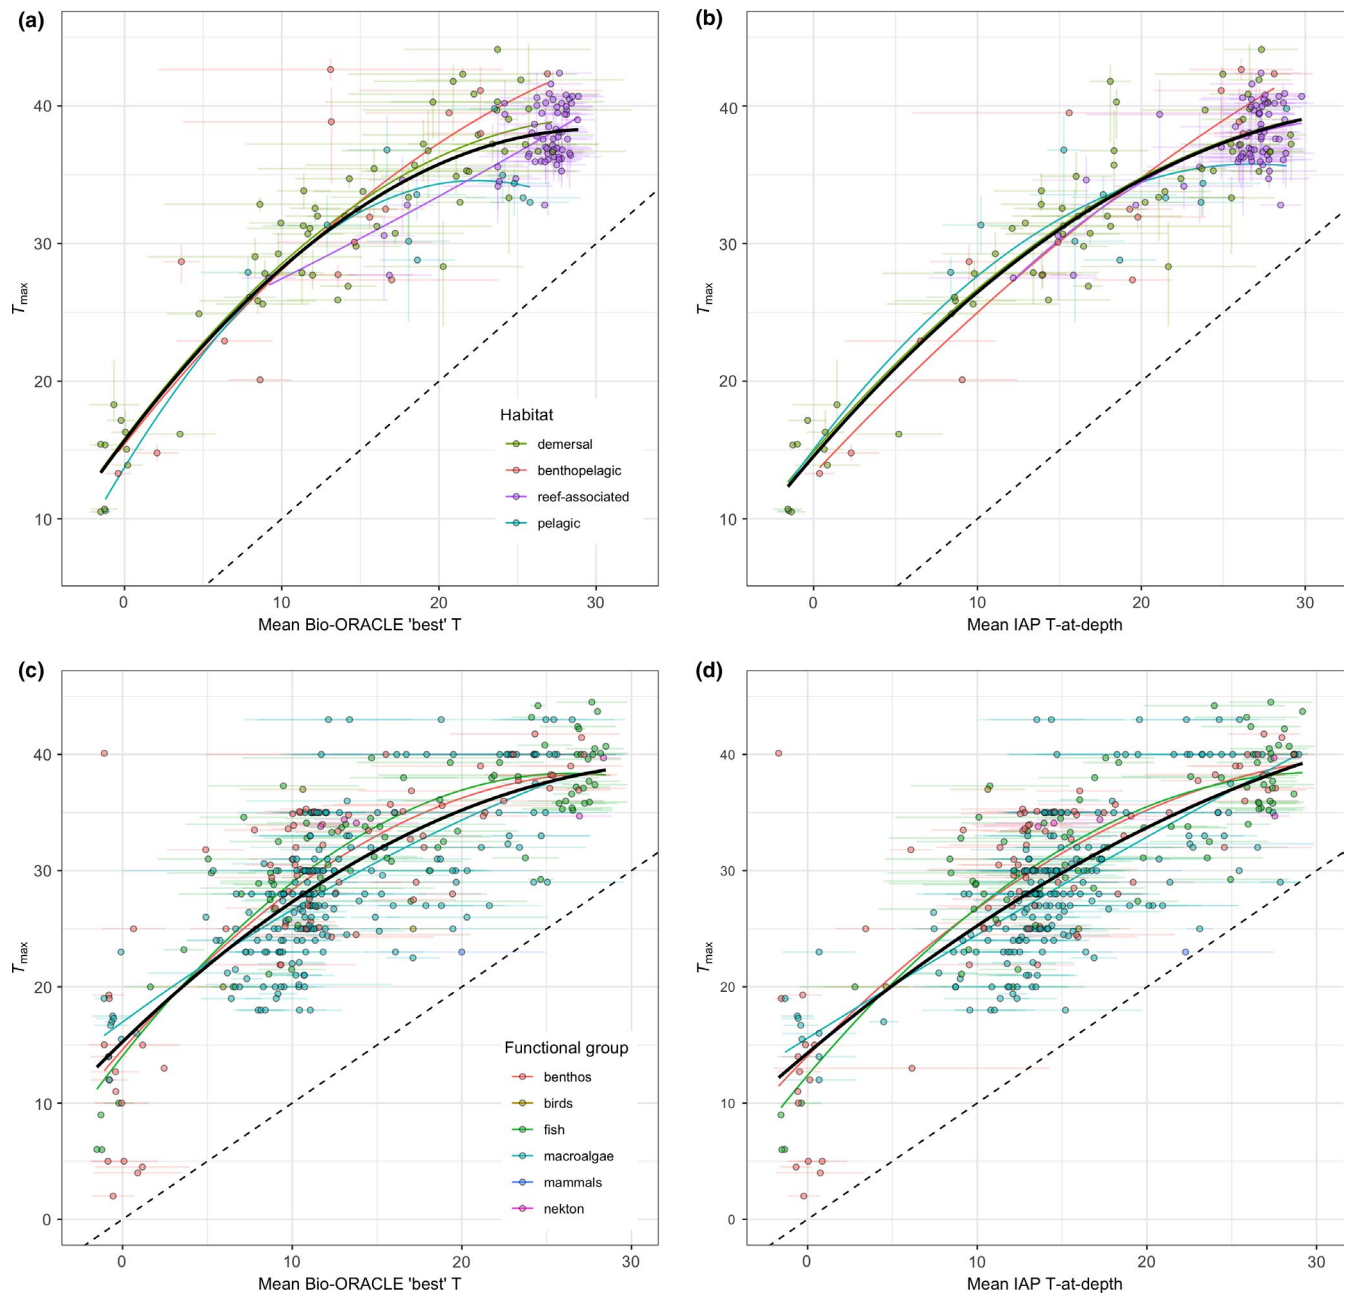 (a)
40
30
20
10
Tmax
0 10 20 30
Mean Bio-ORACLE 'best' T
Habitat
demersal
benthopelagic
reef-associated
pelagic
(b)
40
30
20
10
Tmax
0 10 20 30
Mean IAP T-at-depth
(c)
40
30
20
10
0
Tmax
0 10 20 30
Mean Bio-ORACLE 'best' T
Functional group
benthos
birds
fish
macroalgae
mammals
nekton
(d)
40
30
20
10
0
Tmax
0 10 20 30
Mean IAP T-at-depth